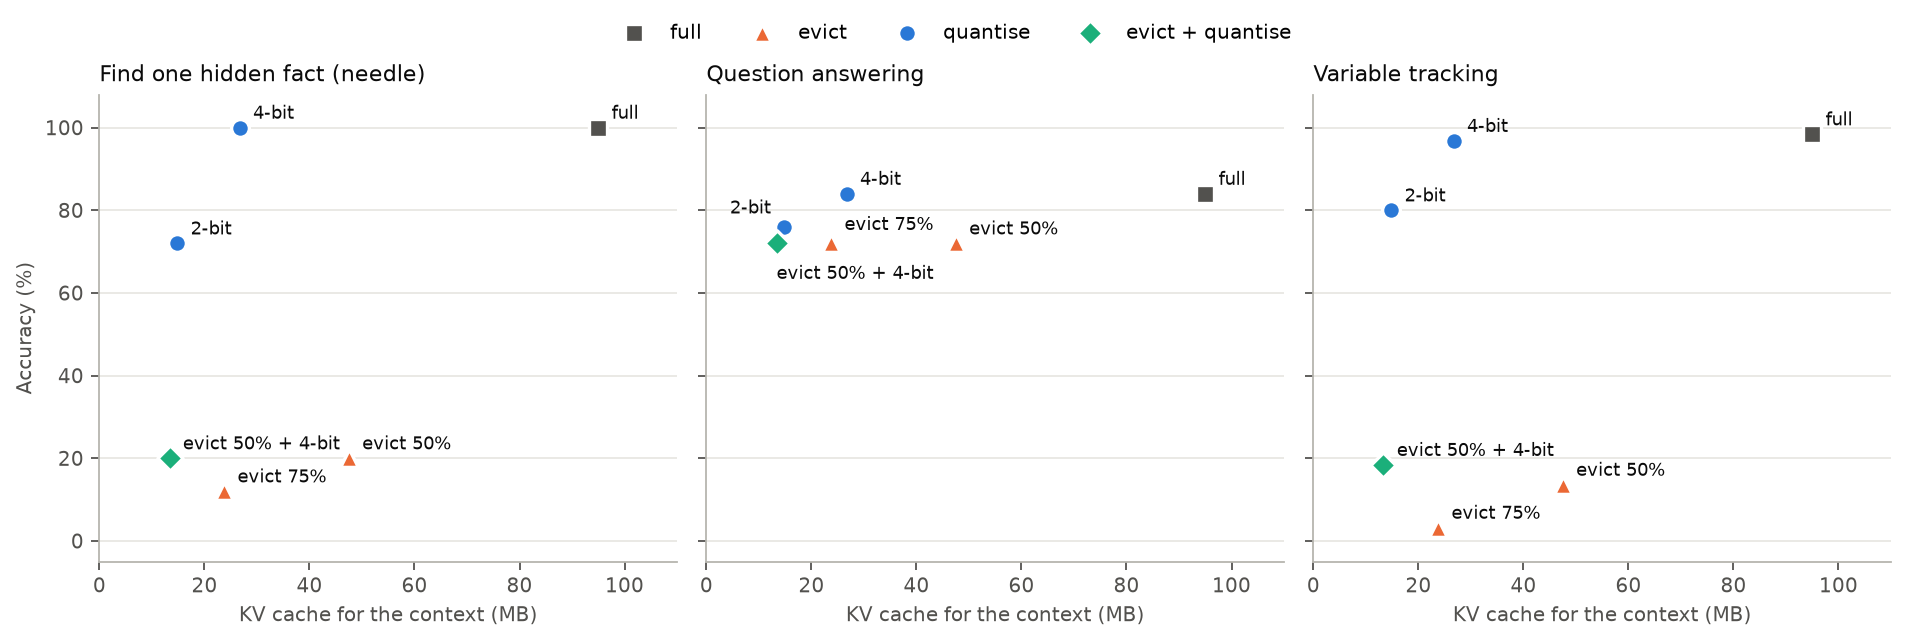 full evict quantise evict + quantise
Find one hidden fact (needle)
Accuracy (%)
100
80
60
40
20
0
4-bit
full
2-bit
evict 50% + 4-bit
evict 50%
evict 75%
0 20 40 60 80 100
KV cache for the context (MB)
Question answering
4-bit
full
2-bit
evict 75%
evict 50%
evict 50% + 4-bit
0 20 40 60 80 100
KV cache for the context (MB)
Variable tracking
full
4-bit
2-bit
evict 50% + 4-bit
evict 50%
evict 75%
0 20 40 60 80 100
KV cache for the context (MB)